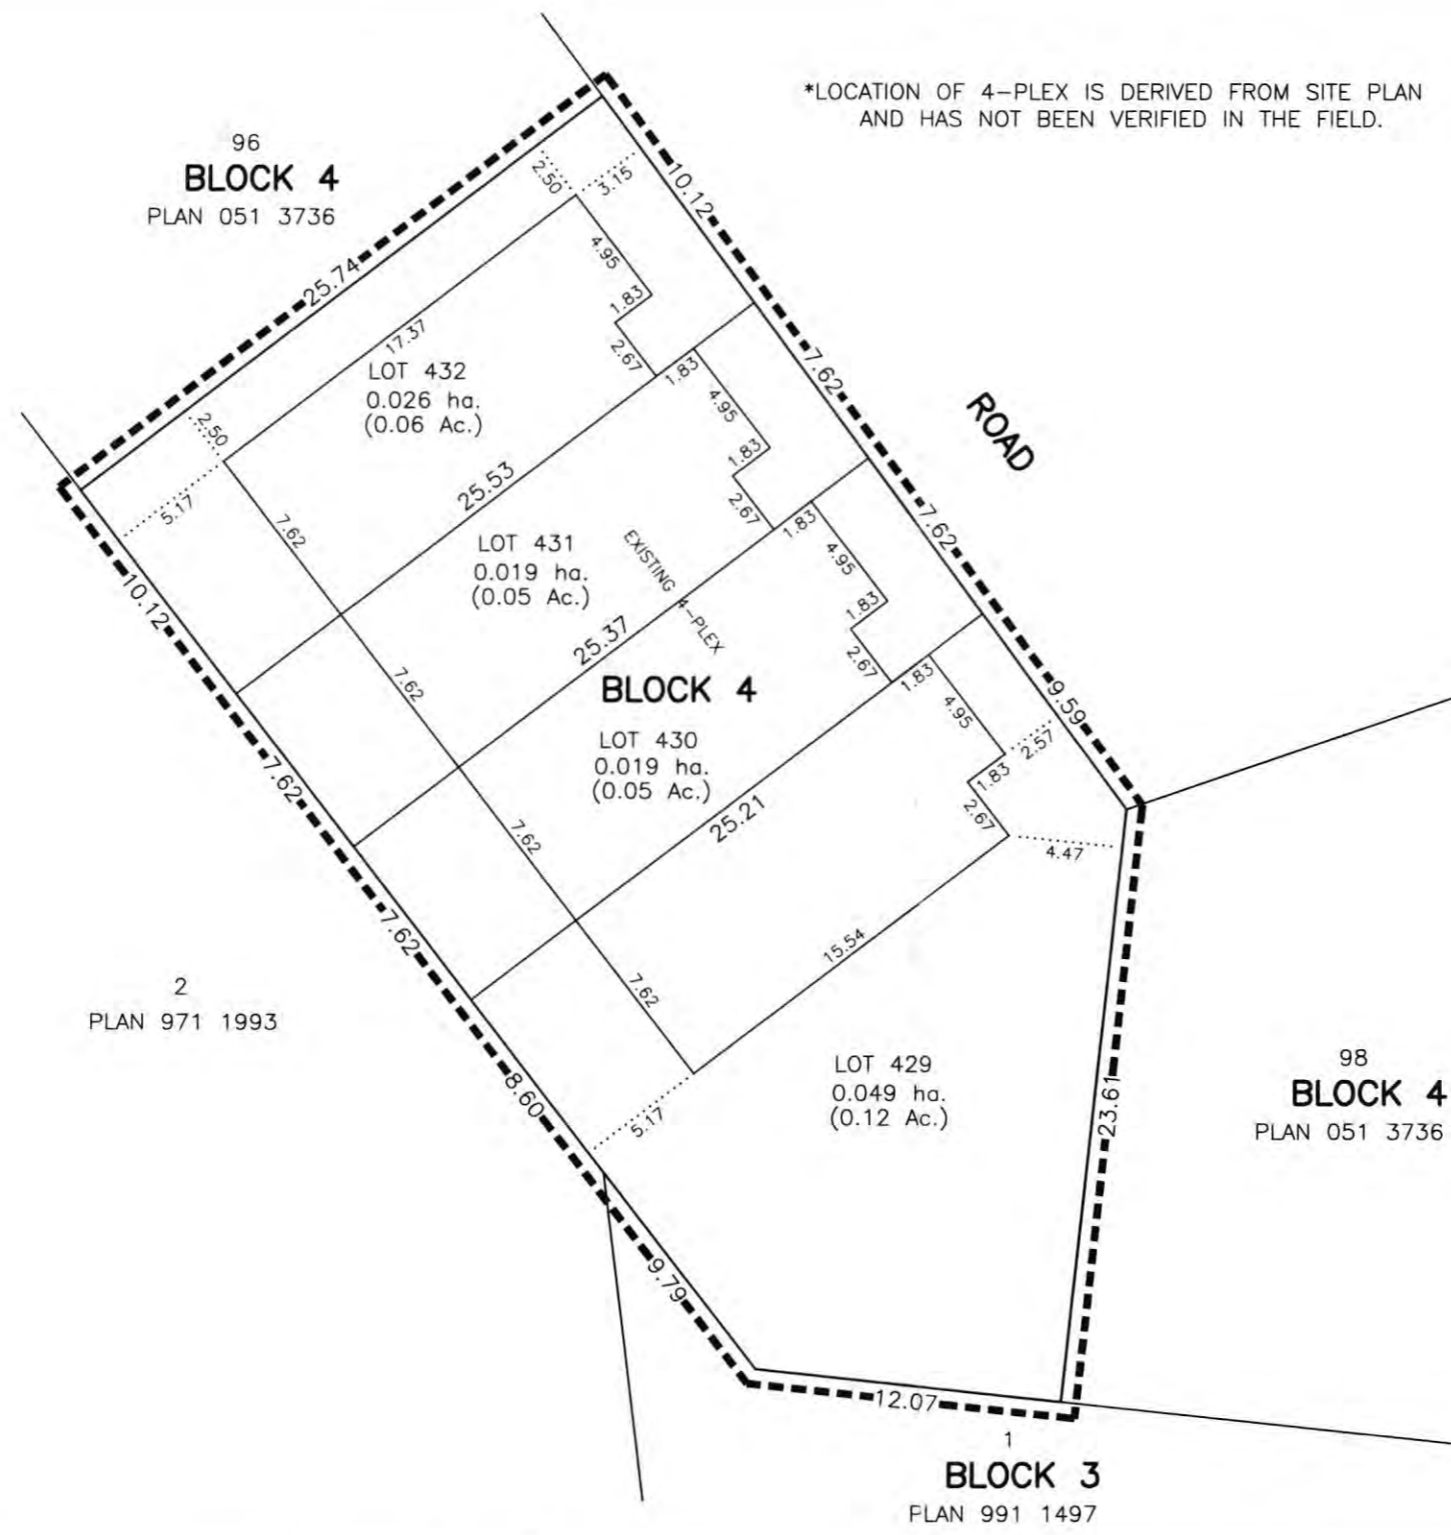 *LOCATION OF 4-PLEX IS DERIVED FROM SITE PLAN
AND HAS NOT BEEN VERIFIED IN THE FIELD.
96
BLOCK 4
PLAN 051 3736
25.74
2.50
3.15
10.12
4.95
1.83
2.67
17.37
LOT 432
0.026 ha.
(0.06 Ac.)
2.50
5.17
7.62
10.12
25.53
1.83
7.62
ROAD
4.95
1.83
2.67
LOT 431
0.019 ha.
(0.05 Ac.)
EXISTING 4-PLEX
7.62
7.62
25.37
1.83
7.62
4.95
1.83
2.67
BLOCK 4
LOT 430
0.019 ha.
(0.05 Ac.)
7.62
7.62
25.21
1.83
9.59
4.95
2.57
1.83
2.67
4.47
15.54
7.62
8.60
5.17
LOT 429
0.049 ha.
(0.12 Ac.)
23.61
2
PLAN 971 1993
98
BLOCK 4
PLAN 051 3736
9.79
12.07
1
BLOCK 3
PLAN 991 1497